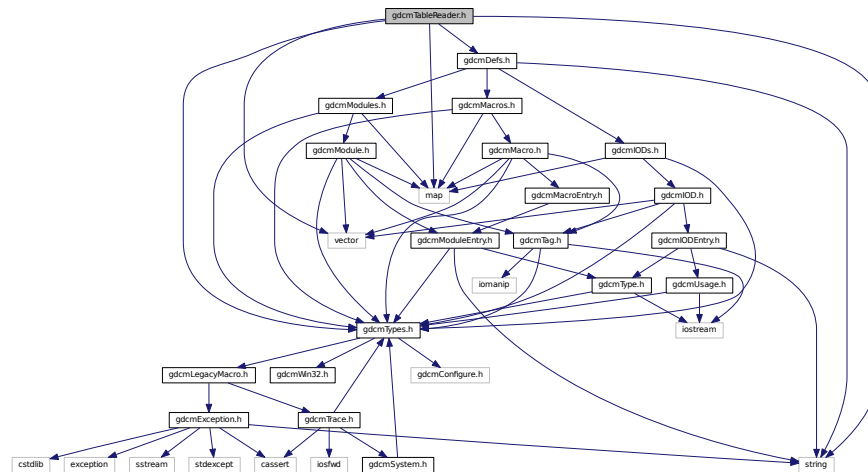 gdcmTableReader.h
gdcmDefs.h
gdcmModules.h
gdcmMacros.h
gdcmModule.h
gdcmMacro.h
gdcmIODs.h
map
gdcmMacroEntry.h
gdcmIOD.h
vector
gdcmModuleEntry.h
gdcmTag.h
gdcmIODEntry.h
iomanip
gdcmType.h
gdcmUsage.h
gdcmTypes.h
iostream
gdcmLegacyMacro.h
gdcmWin32.h
gdcmConfigure.h
gdcmException.h
gdcmTrace.h
cstdlib
exception
sstream
stdexcept
cassert
iosfwd
gdcmSystem.h
string